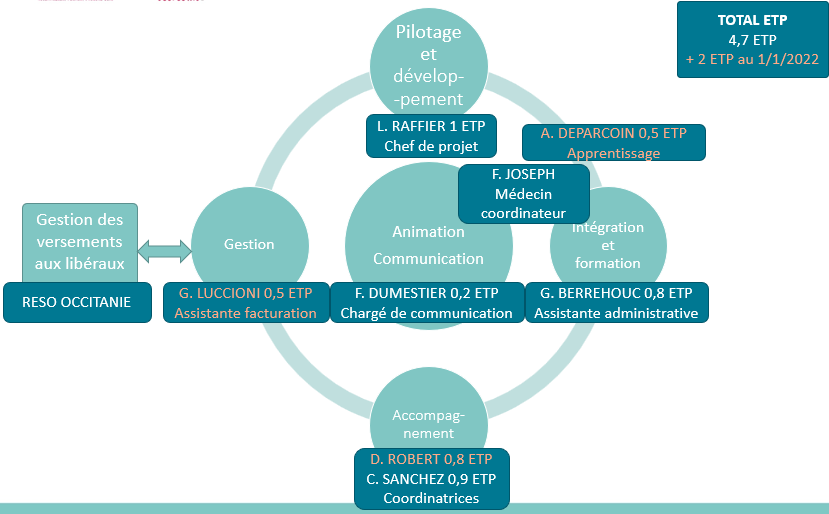 TOTAL ETP
4,7 ETP
+ 2 ETP au 1/1/2022
Pilotage
et
dévelop-
-pement
L. RAFFIER 1 ETP
Chef de projet
A. DEPARCOIN 0,5 ETP
Apprentissage
F. JOSEPH
Médecin
coordinateur
Gestion des
versements
aux libéraux
RESO OCCITANIE
Gestion
G. LUCCIONI 0,5 ETP
Assistante facturation
Animation
Communication
F. DUMESTIER 0,2 ETP
Chargé de communication
Intégration
et
formation
G. BERREHOUC 0,8 ETP
Assistante administrative
Accompag-
nement
D. ROBERT 0,8 ETP
C. SANCHEZ 0,9 ETP
Coordinatrices